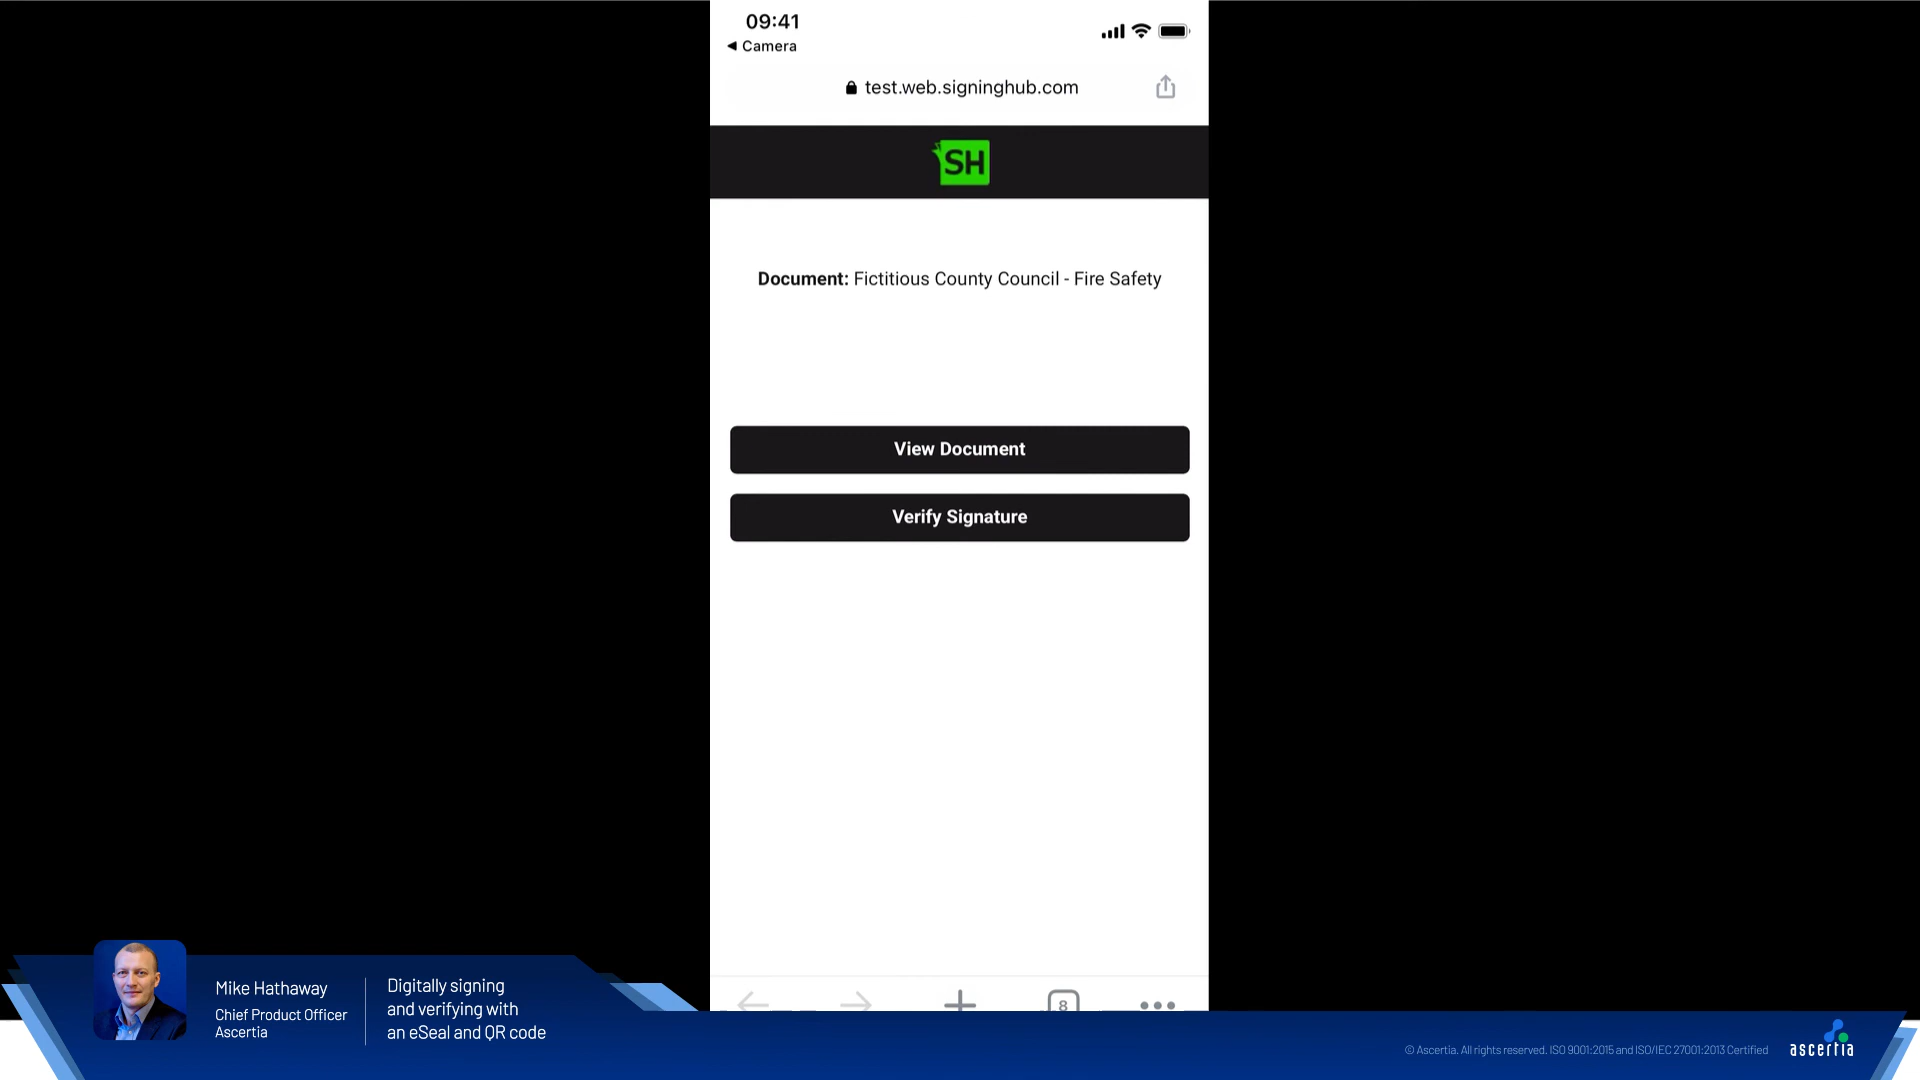 09:41
◀ Camera
test.web.signinghub.com
SH
Document: Fictitious County Council - Fire Safety
View Document
Verify Signature
8
Mike Hathaway
Chief Product Officer
Ascertia
Digitally signing
and verifying with
an eSeal and QR code
© Ascertia. All rights reserved. ISO 9001:2015 and ISO/IEC 27001:2013 Certified
ascertia